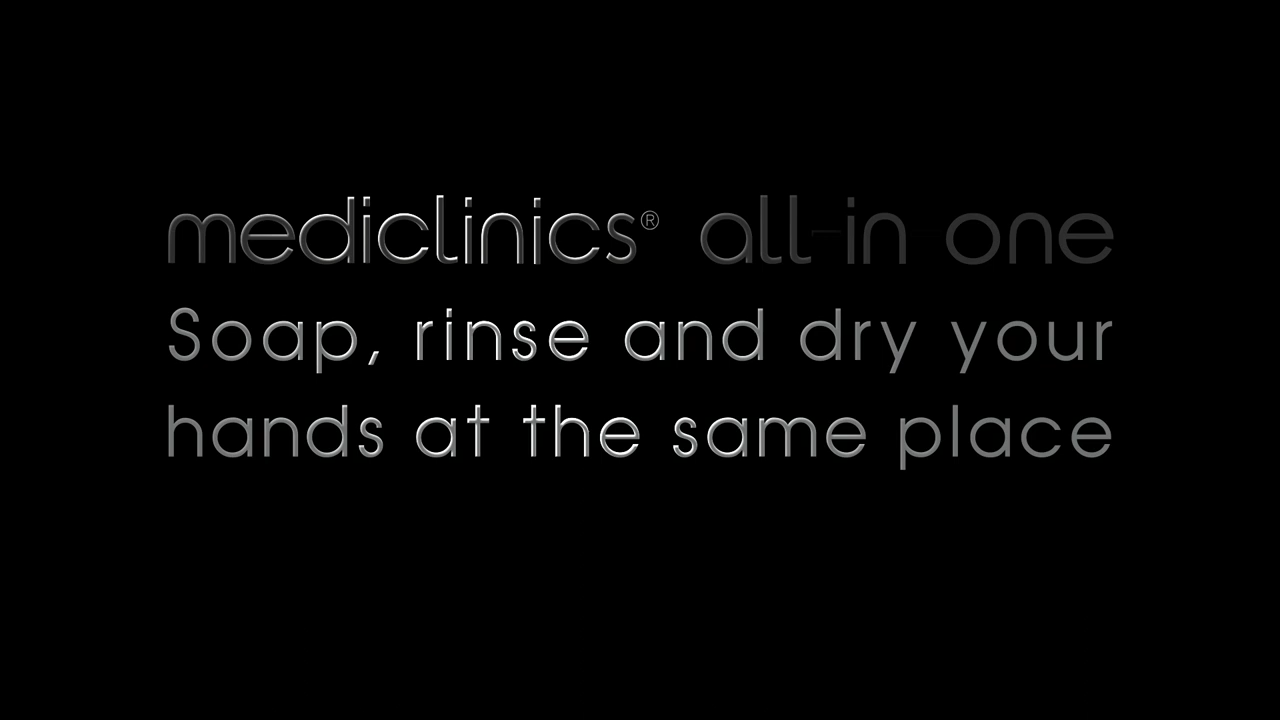 mediclinics® all-in one
Soap, rinse and dry your
hands at the same place